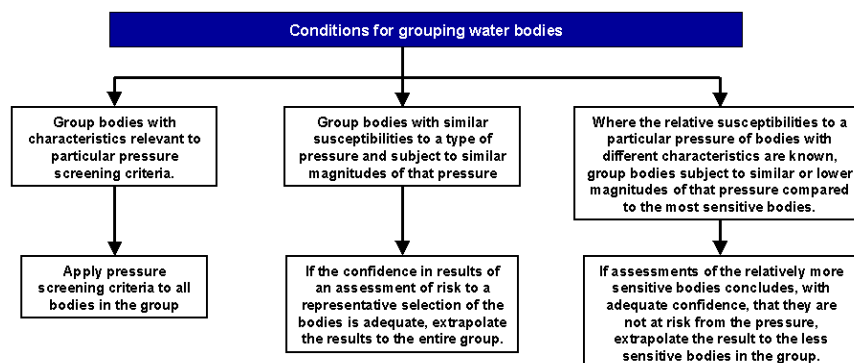 Conditions for grouping water bodies
Group bodies with
characteristics relevant to
particular pressure
screening criteria.
Group bodies with similar
susceptibilities to a type of
pressure and subject to similar
magnitudes of that pressure
Where the relative susceptibilities to a
particular pressure of bodies with
different characteristics are known,
group bodies subject to similar or lower
magnitudes of that pressure compared
to the most sensitive bodies.
Apply pressure
screening criteria to all
bodies in the group
If the confidence in results of
an assessment of risk to a
representative selection of the
bodies is adequate, extrapolate
the results to the entire group.
If assessments of the relatively more
sensitive bodies concludes, with
adequate confidence, that they are
not at risk from the pressure,
extrapolate the result to the less
sensitive bodies in the group.